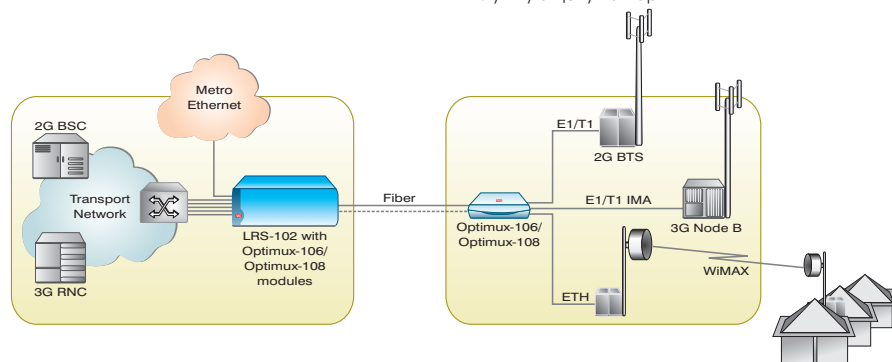 Metro
Ethernet
2G BSC
Transport
Network
3G RNC
LRS-102 with
Optimux-106/
Optimux-108
modules
Fiber
Optimux-106/
Optimux-108
E1/T1
2G BTS
E1/T1 IMA
3G Node B
ETH
WiMAX